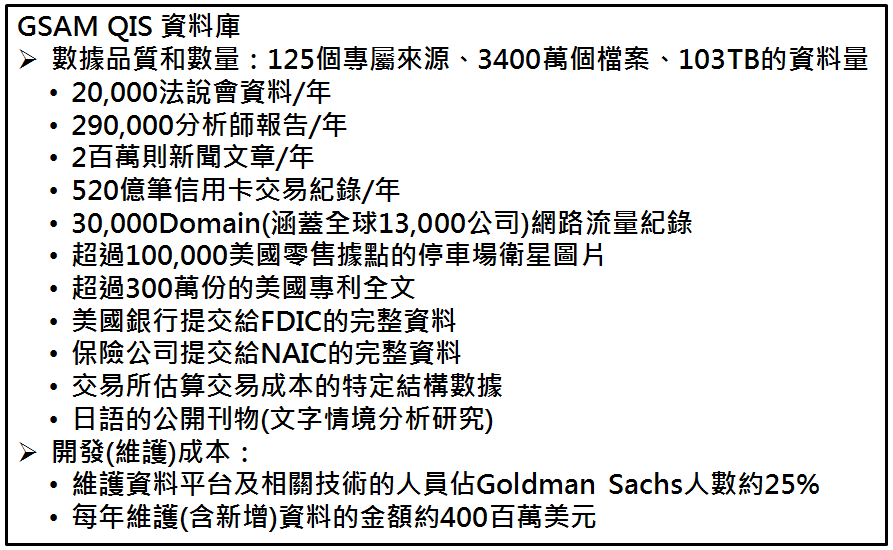 GSAM QIS 資料庫
➢ 數據品質和數量：125個專屬來源、3400萬個檔案、103TB的資料量
• 20,000法說會資料/年
• 290,000分析師報告/年
• 2百萬則新聞文章/年
• 520億筆信用卡交易紀錄/年
• 30,000Domain(涵蓋全球13,000公司)網路流量紀錄
• 超過100,000美國零售據點的停車場衛星圖片
• 超過300萬份的美國專利全文
• 美國銀行提交給FDIC的完整資料
• 保險公司提交給NAIC的完整資料
• 交易所估算交易成本的特定結構數據
• 日語的公開刊物(文字情境分析研究)
➢ 開發(維護)成本：
• 維護資料平台及相關技術的人員佔Goldman Sachs人數約25%
• 每年維護(含新增)資料的金額約400百萬美元